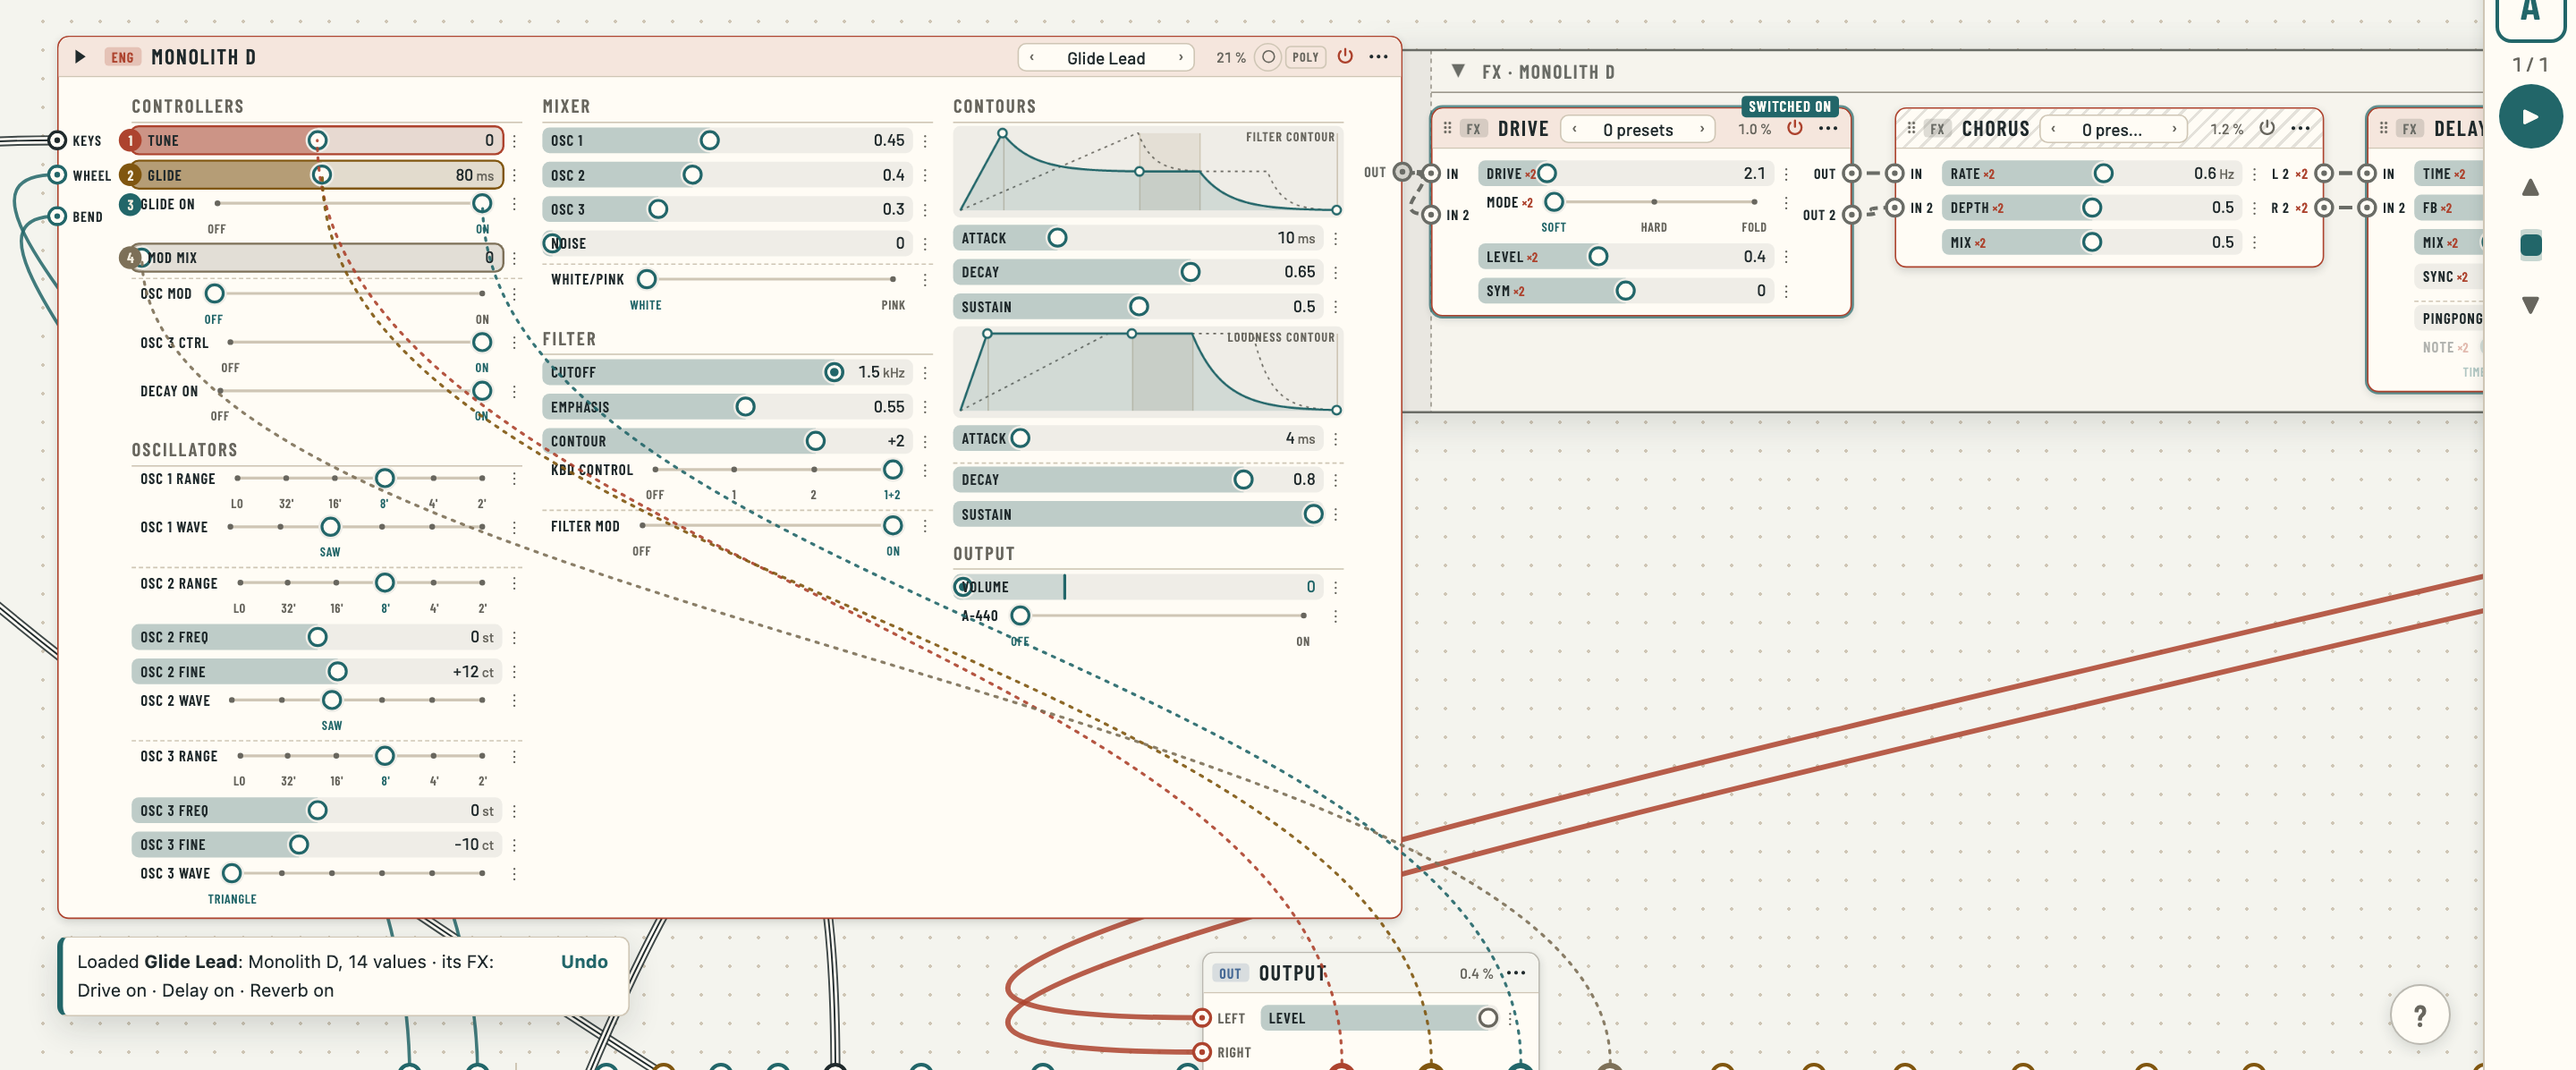 ENG MONOLITH D ‹ Glide Lead › 21 % POLY
CONTROLLERS
KEYS
WHEEL
BEND
1 TUNE 0
2 GLIDE 80 ms
3 GLIDE ON
OFF ON
4 MOD MIX 0
OSC MOD
OFF ON
OSC 3 CTRL
OFF ON
DECAY ON
OFF ON
OSCILLATORS
OSC 1 RANGE
LO 32' 16' 8' 4' 2'
OSC 1 WAVE
SAW
OSC 2 RANGE
LO 32' 16' 8' 4' 2'
OSC 2 FREQ 0 st
OSC 2 FINE +12 ct
OSC 2 WAVE
SAW
OSC 3 RANGE
LO 32' 16' 8' 4' 2'
OSC 3 FREQ 0 st
OSC 3 FINE -10 ct
OSC 3 WAVE
TRIANGLE
MIXER
OSC 1 0.45
OSC 2 0.4
OSC 3 0.3
NOISE 0
WHITE/PINK
WHITE PINK
FILTER
CUTOFF 1.5 kHz
EMPHASIS 0.55
CONTOUR +2
KBD CONTROL
OFF 1 2 1+2
FILTER MOD
OFF ON
CONTOURS
FILTER CONTOUR
ATTACK 10 ms
DECAY 0.65
SUSTAIN 0.5
LOUDNESS CONTOUR
ATTACK 4 ms
DECAY 0.8
SUSTAIN
OUTPUT
VOLUME 0
A-440
OFF ON
OUT
FX · MONOLITH D
SWITCHED ON
FX DRIVE ‹ 0 presets › 1.0 %
IN
IN 2
DRIVE ×2 2.1
MODE ×2
SOFT HARD FOLD
LEVEL ×2 0.4
SYM ×2 0
OUT
OUT 2
FX CHORUS ‹ 0 pres... › 1.2 %
IN
IN 2
RATE ×2 0.6 Hz
DEPTH ×2 0.5
MIX ×2 0.5
L 2 ×2
R 2 ×2
FX DELAY
IN
IN 2
TIME ×2
FB ×2
MIX ×2
SYNC ×2
PINGPONG
NOTE ×2
TIME
A
1 / 1
Loaded Glide Lead: Monolith D, 14 values · its FX:
Drive on · Delay on · Reverb on
Undo
OUT OUTPUT 0.4 %
LEFT LEVEL
RIGHT
?